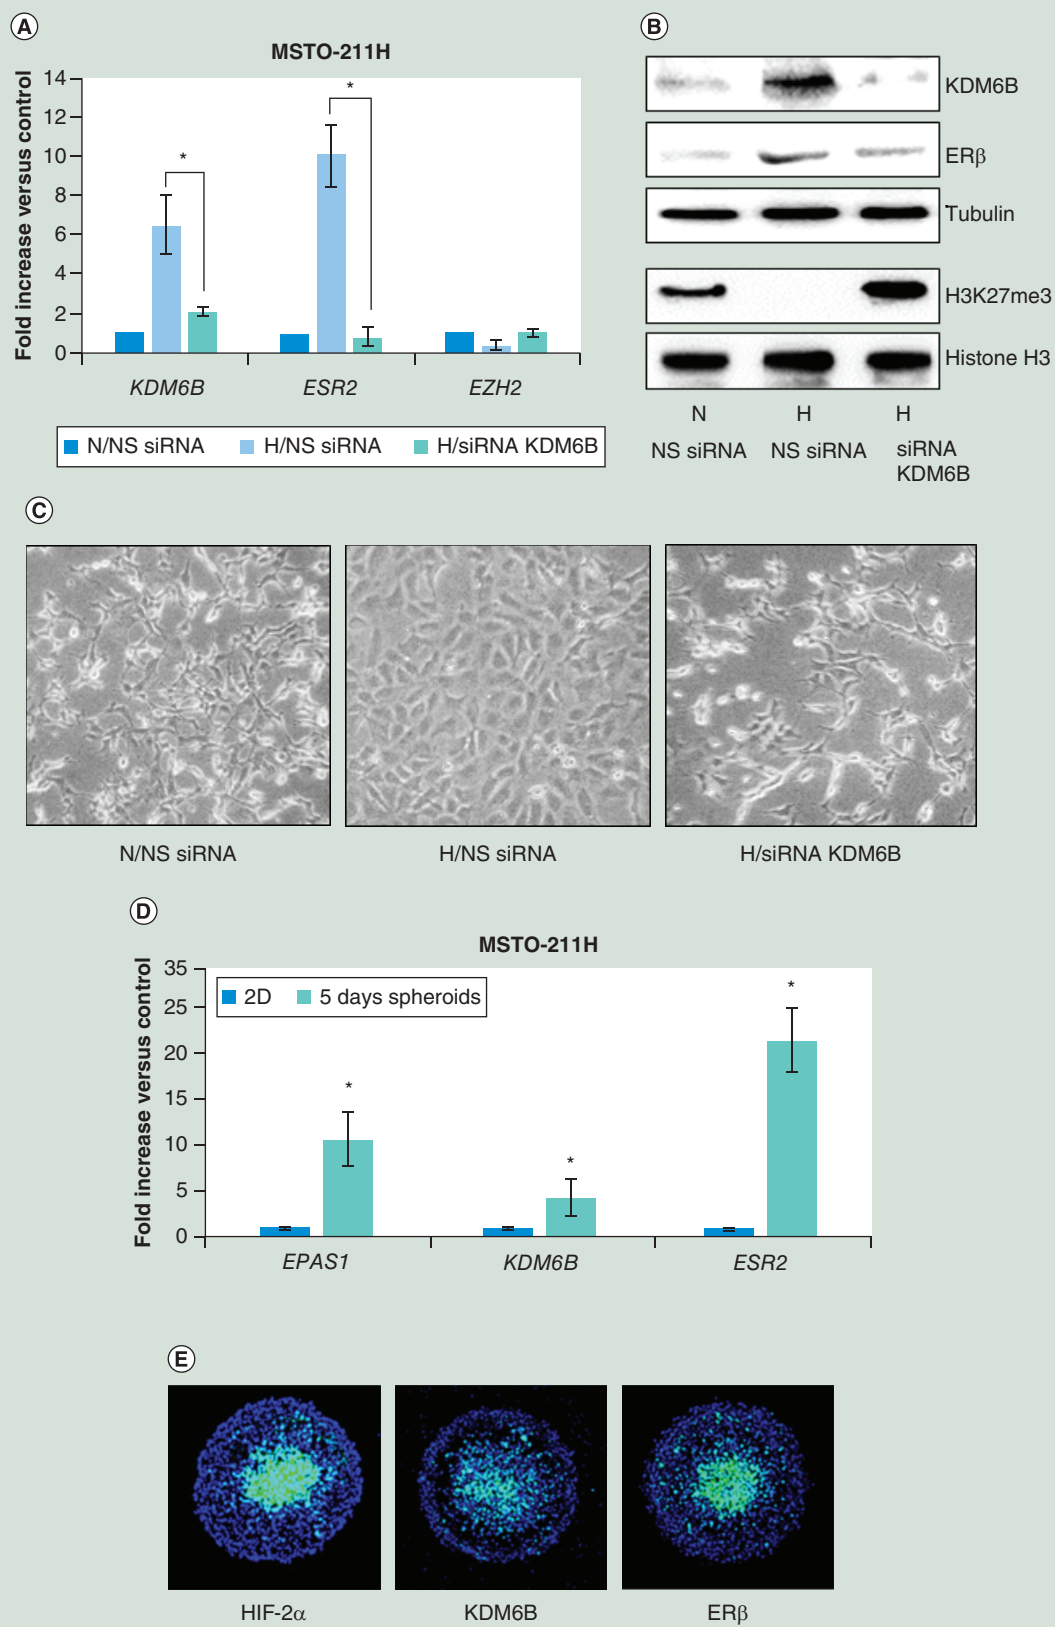 A
MSTO-211H
Fold increase versus control
14
12
10
8
6
4
2
0
*
*
KDM6B
ESR2
EZH2
N/NS siRNA
H/NS siRNA
H/siRNA KDM6B
B
KDM6B
ERβ
Tubulin
H3K27me3
Histone H3
N
H
H
NS siRNA
NS siRNA
siRNA
KDM6B
C
N/NS siRNA
H/NS siRNA
H/siRNA KDM6B
D
MSTO-211H
Fold increase versus control
35
25
20
15
10
5
0
2D
5 days spheroids
*
*
*
EPAS1
KDM6B
ESR2
E
HIF-2α
KDM6B
ERβ